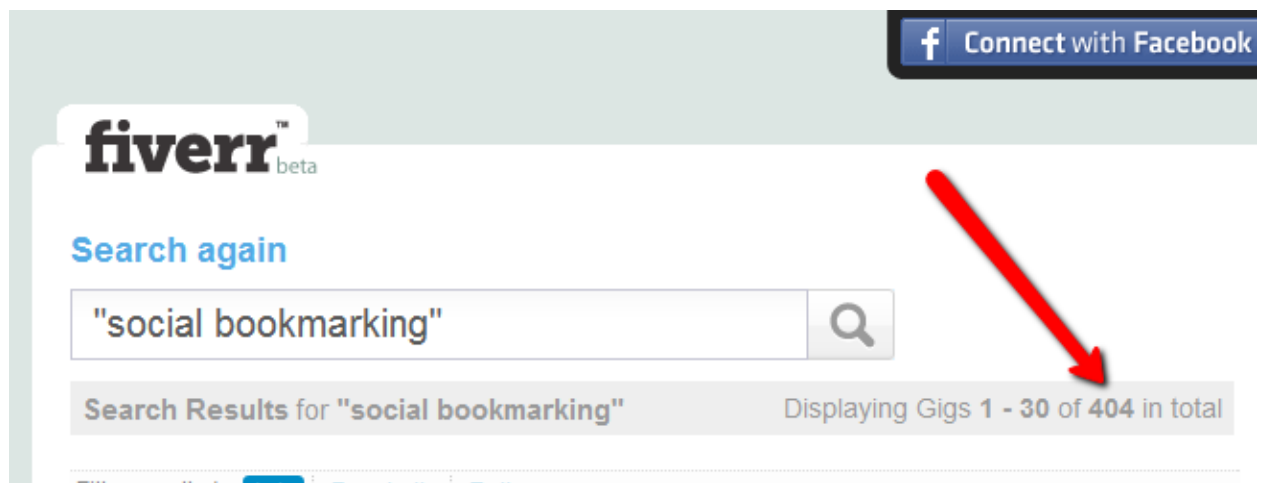 f Connect with Facebook
fiverr™ beta
Search again
"social bookmarking"
Search Results for "social bookmarking" Displaying Gigs 1 - 30 of 404 in total